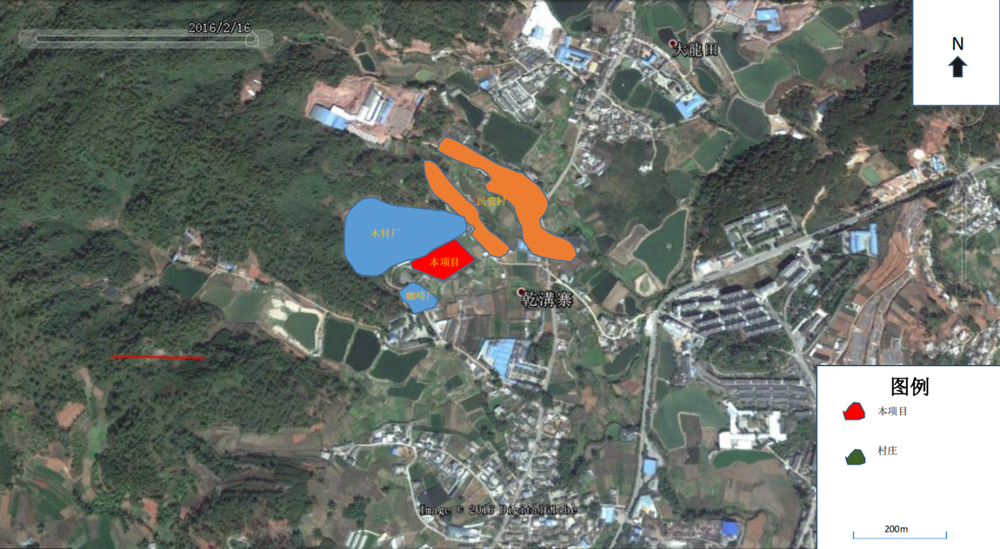 2016/2/16
大龍田
N
民安村
木材厂
本项目
咖啡厂
乾溝寨
图例
本项目
村庄
200m
Image © 2016 DigitalGlobe